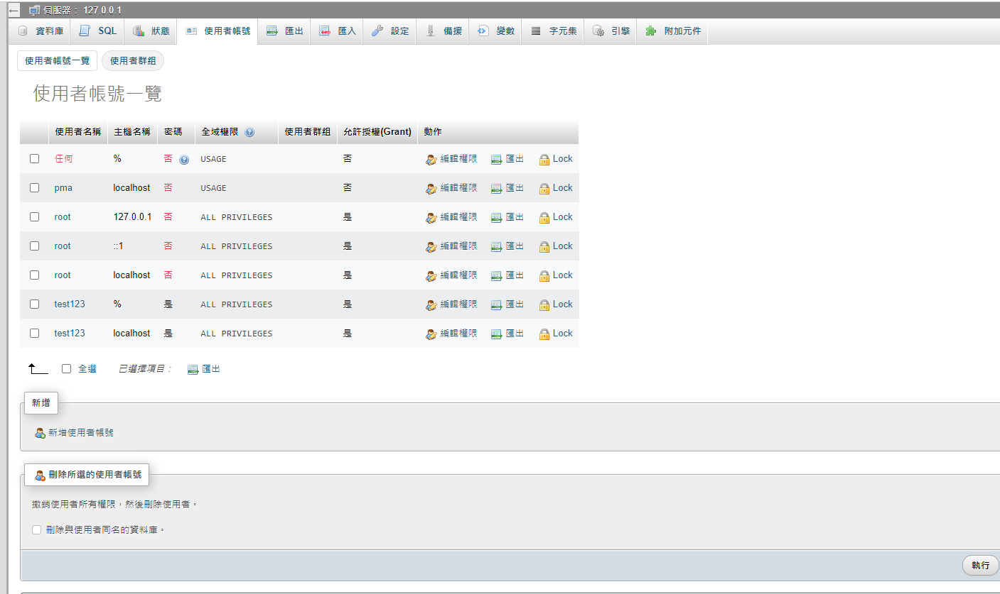 伺服器： 127.0.0.1
資料庫 SQL 狀態 使用者帳號 匯出 匯入 設定 備援 變數 字元集 引擎 附加元件
使用者帳號一覽 使用者群組
使用者帳號一覽
使用者名稱 主機名稱 密碼 全域權限 使用者群組 允許授權(Grant) 動作
任何 % 否 USAGE 否 編輯權限 匯出 Lock
pma localhost 否 USAGE 否 編輯權限 匯出 Lock
root 127.0.0.1 否 ALL PRIVILEGES 是 編輯權限 匯出 Lock
root ::1 否 ALL PRIVILEGES 是 編輯權限 匯出 Lock
root localhost 否 ALL PRIVILEGES 是 編輯權限 匯出 Lock
test123 % 是 ALL PRIVILEGES 是 編輯權限 匯出 Lock
test123 localhost 是 ALL PRIVILEGES 是 編輯權限 匯出 Lock
全選 已選擇項目： 匯出
新增
新增使用者帳號
刪除所選的使用者帳號
撤銷使用者所有權限，然後刪除使用者。
刪除與使用者同名的資料庫。
執行